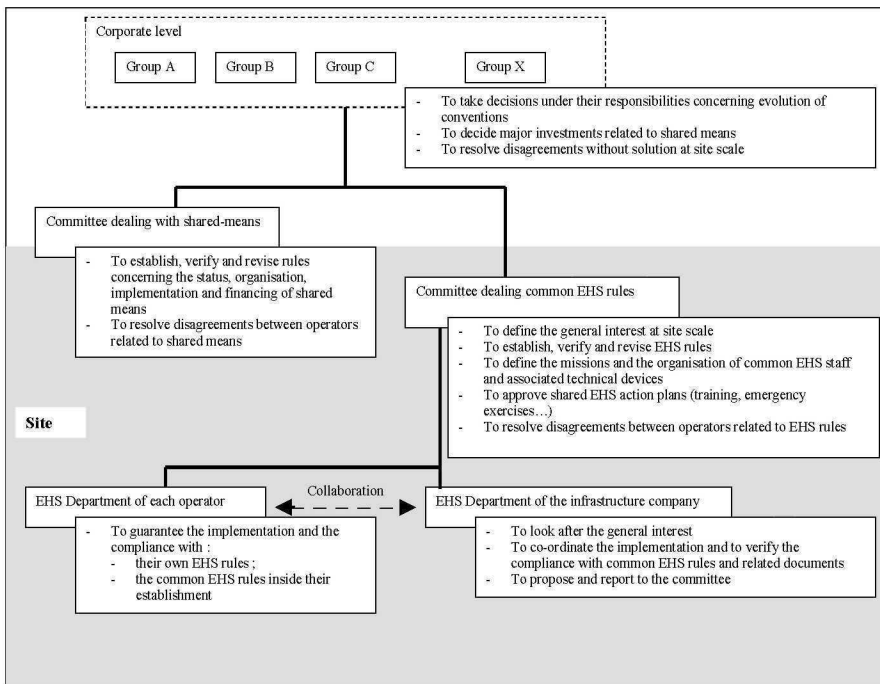 Corporate level
Group A
Group B
Group C
Group X
- To take decisions under their responsibilities concerning evolution of
conventions
- To decide major investments related to shared means
- To resolve disagreements without solution at site scale
Committee dealing with shared-means
- To establish, verify and revise rules
concerning the status, organisation,
implementation and financing of shared
means
- To resolve disagreements between operators
related to shared means
Committee dealing common EHS rules
- To define the general interest at site scale
- To establish, verify and revise EHS rules
- To define the missions and the organisation of common EHS staff
and associated technical devices
- To approve shared EHS action plans (training, emergency
exercises…)
- To resolve disagreements between operators related to EHS rules
Site
EHS Department of each operator
Collaboration
EHS Department of the infrastructure company
- To guarantee the implementation and the
compliance with :
- their own EHS rules ;
- the common EHS rules inside their
establishment
- To look after the general interest
- To co-ordinate the implementation and to verify the
compliance with common EHS rules and related documents
- To propose and report to the committee